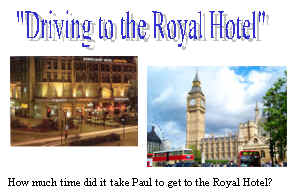 "Driving to the Royal Hotel"
How much time did it take Paul to get to the Royal Hotel?